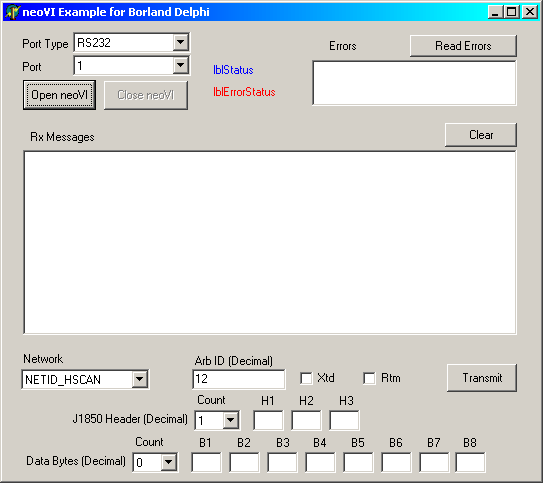 neoVI Example for Borland Delphi
Port Type RS232
Errors Read Errors
Port 1
lblStatus
Open neoVI Close neoVI
lblErrorStatus
Rx Messages Clear
Network Arb ID (Decimal)
NETID_HSCAN 12 Xtd Rtm Transmit
Count H1 H2 H3
J1850 Header (Decimal) 1
Count B1 B2 B3 B4 B5 B6 B7 B8
Data Bytes (Decimal) 0